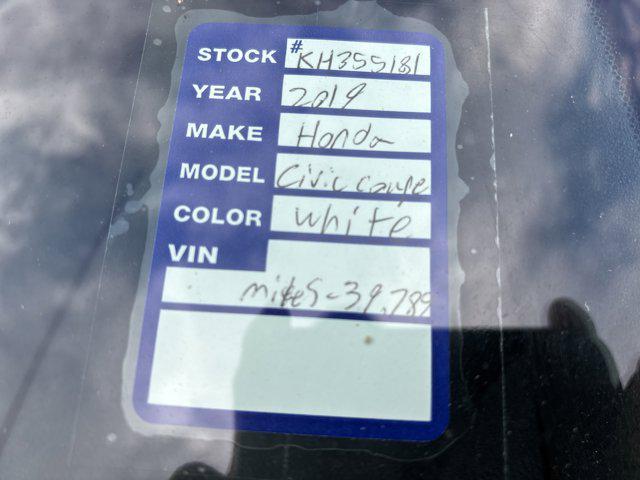 STOCK # KH355181
YEAR 2019
MAKE Honda
MODEL Civic coupe
COLOR white
VIN
miles-39,789